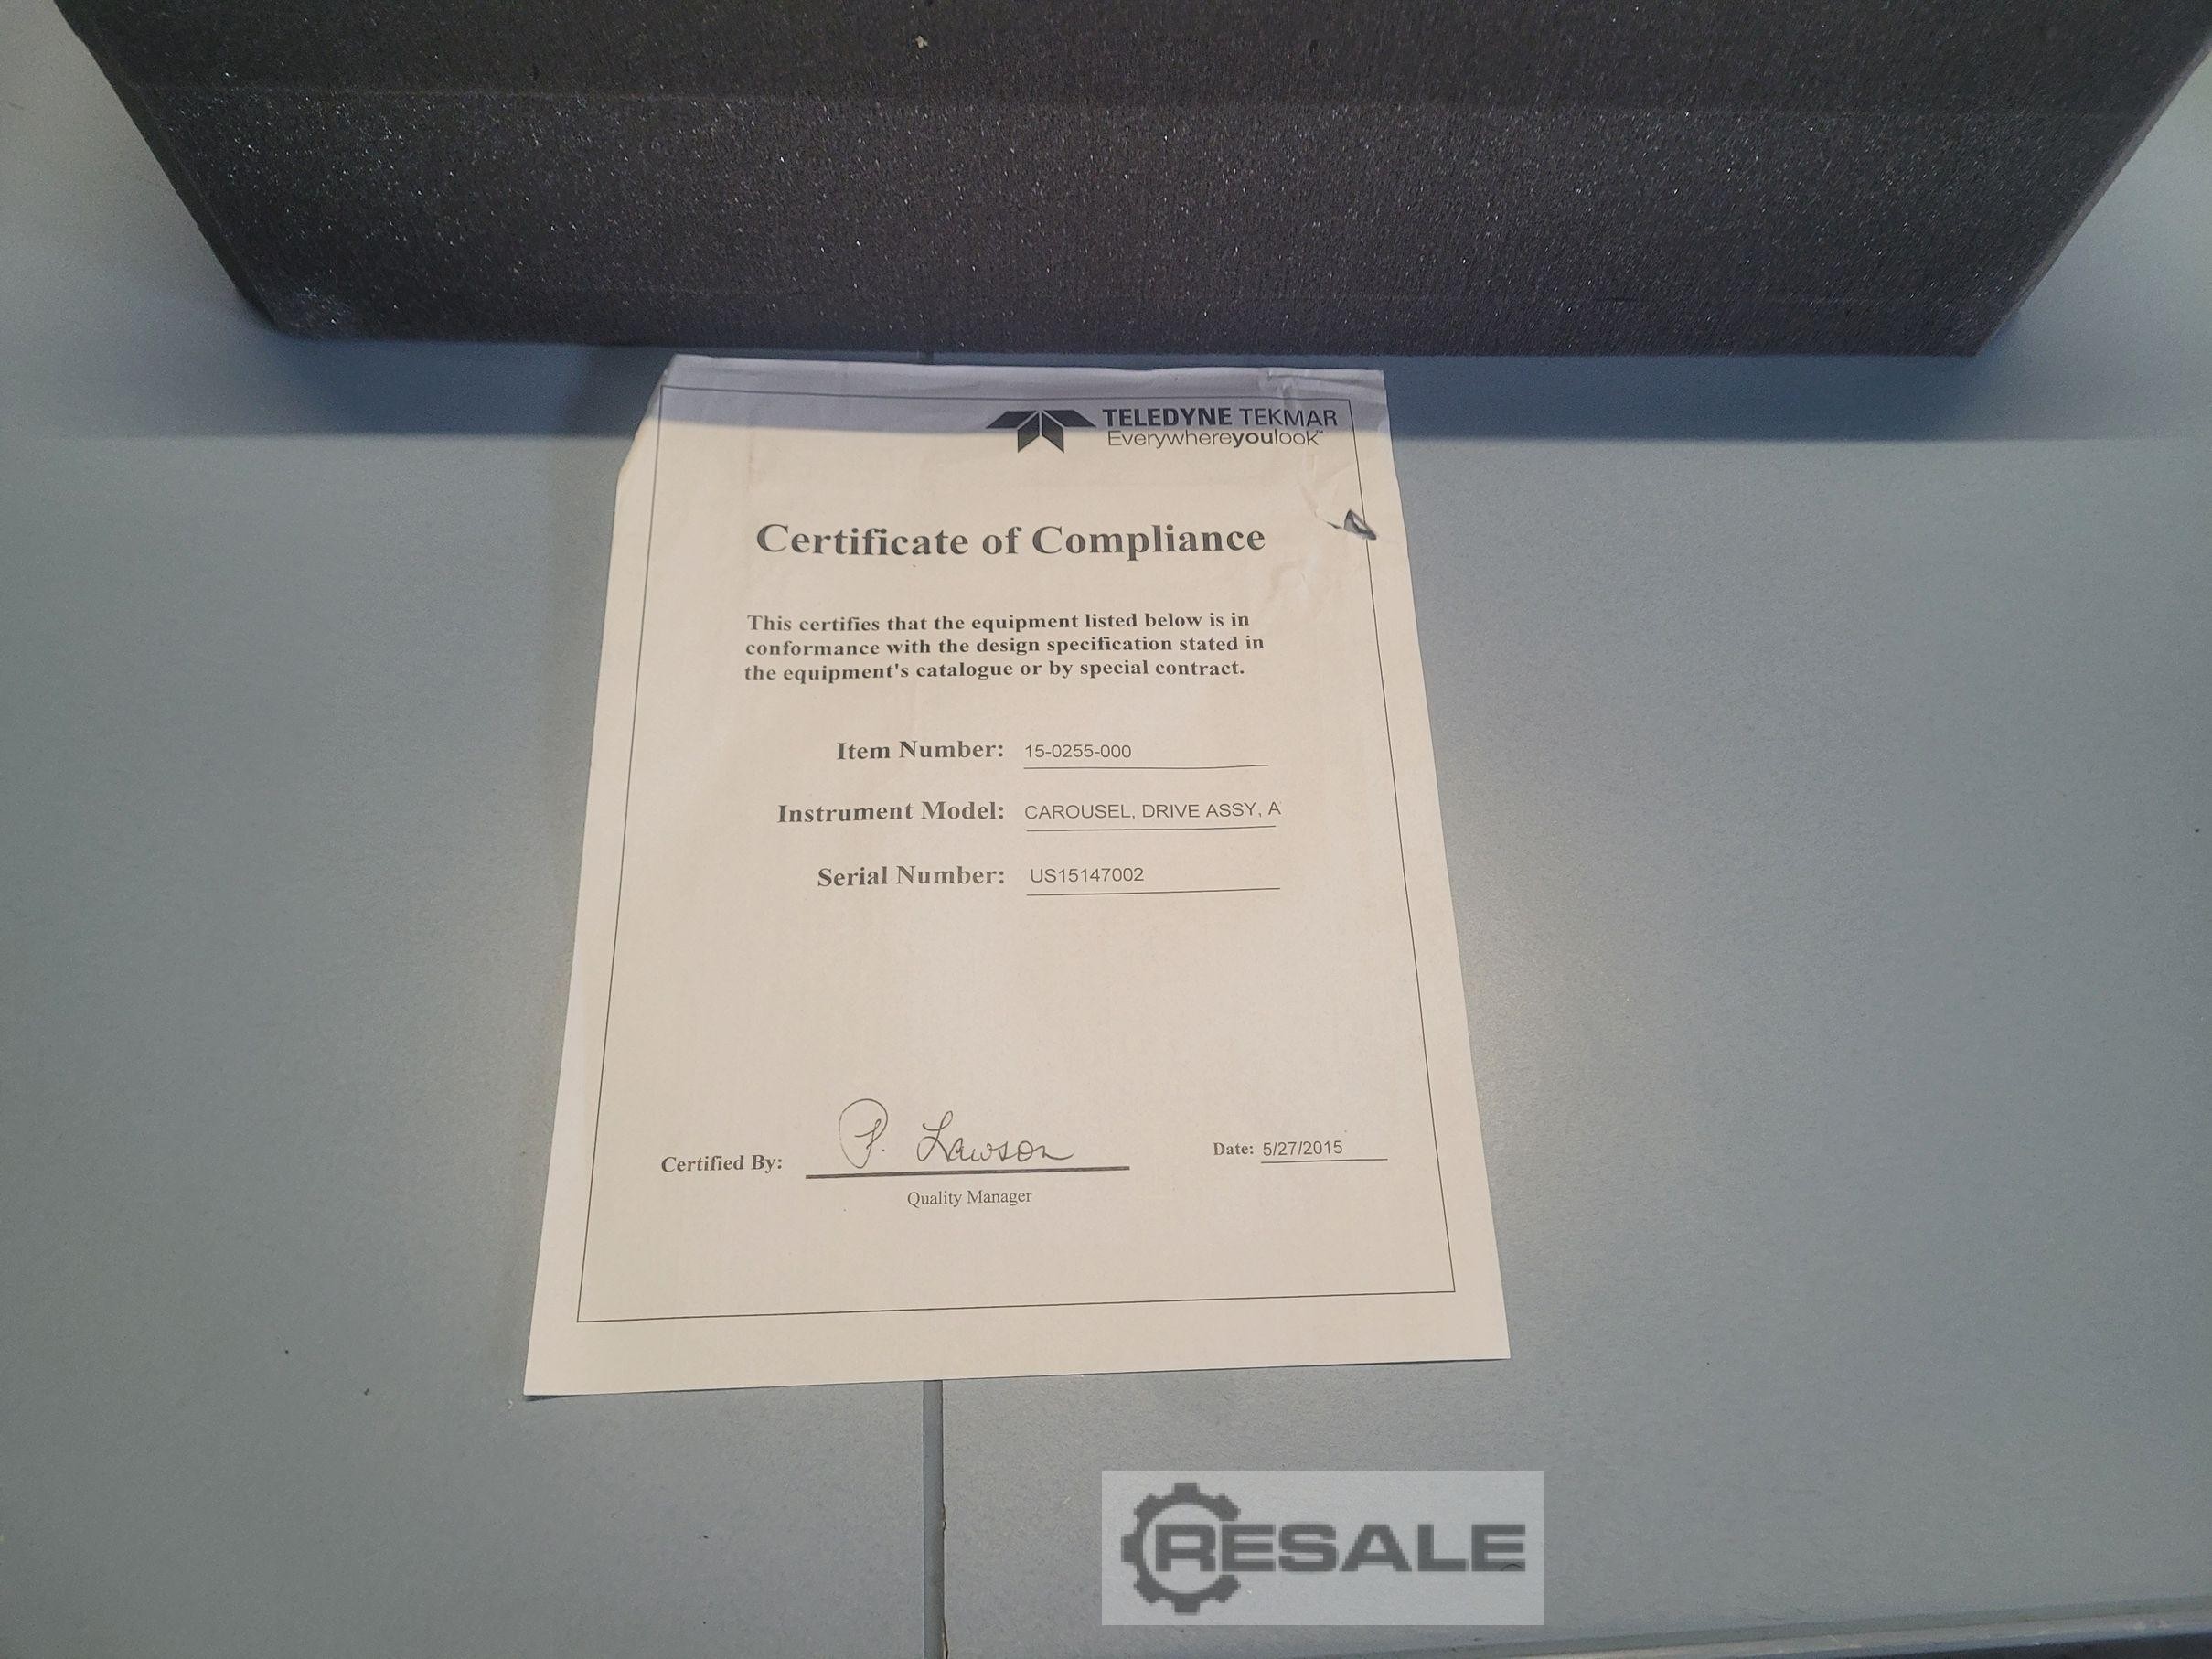 TELEDYNE TEKMAR
Everywhereyoulook™
Certificate of Compliance
This certifies that the equipment listed below is in
conformance with the design specification stated in
the equipment's catalogue or by special contract.
Item Number: 15-0255-000
Instrument Model: CAROUSEL, DRIVE ASSY, A
Serial Number: US15147002
Certified By: P. Lawson Date: 5/27/2015
Quality Manager
RESALE